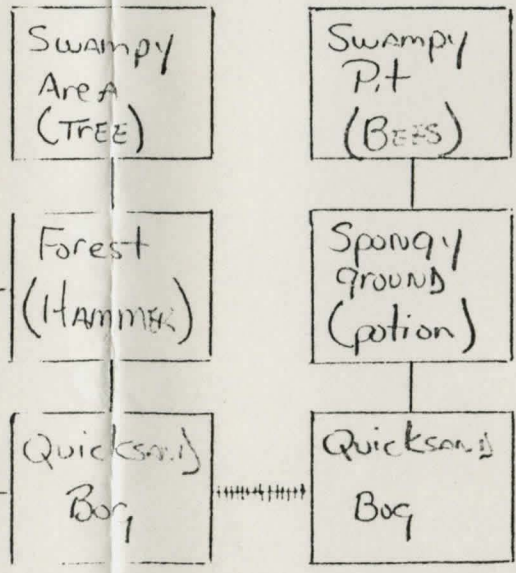 Swampy
Area
(Tree)
Swampy
Pit
(Bees)
Forest
(Hammer)
Spongy
ground
(potion)
Quicksand
Bog
Quicksand
Bog